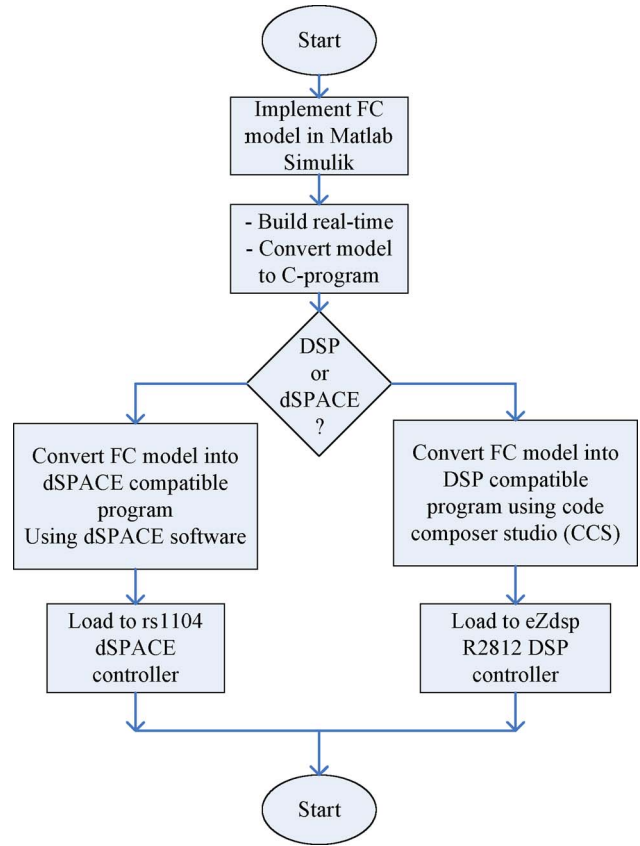 Start
Implement FC
model in Matlab
Simulik
- Build real-time
- Convert model
to C-program
DSP
or
dSPACE
?
Convert FC model into
dSPACE compatible
program
Using dSPACE software
Convert FC model into
DSP compatible
program using code
composer studio (CCS)
Load to rs1104
dSPACE
controller
Load to eZdsp
R2812 DSP
controller
Start